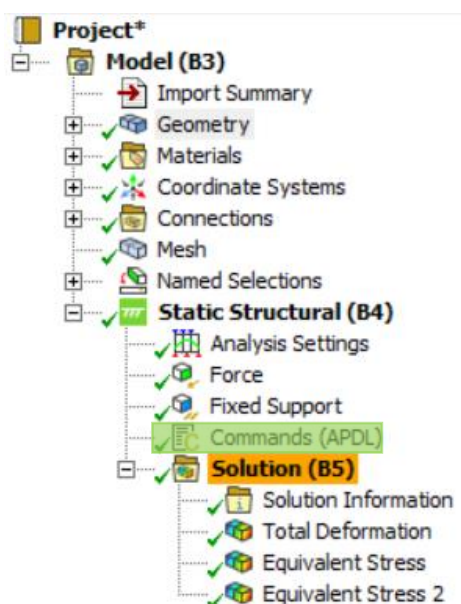 Project*
Model (B3)
Import Summary
Geometry
Materials
Coordinate Systems
Connections
Mesh
Named Selections
Static Structural (B4)
Analysis Settings
Force
Fixed Support
Commands (APDL)
Solution (B5)
Solution Information
Total Deformation
Equivalent Stress
Equivalent Stress 2